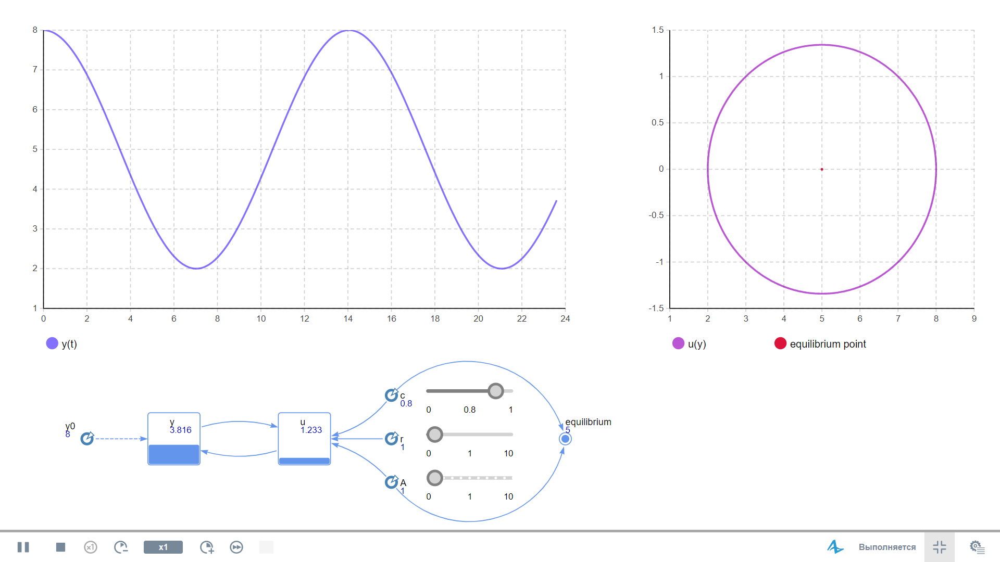 8
7
6
5
4
3
2
1
0 2 4 6 8 10 12 14 16 18 20 22 24
y(t)
1.5
1
0.5
0
-0.5
-1
-1.5
1 2 3 4 5 6 7 8 9
u(y) equilibrium point
y0
8
y
3.816
u
1.233
c
0.8
0 0.8 1
r
1
0 1 10
A
1
0 1 10
equilibrium
5
x1
x1
Выполняется